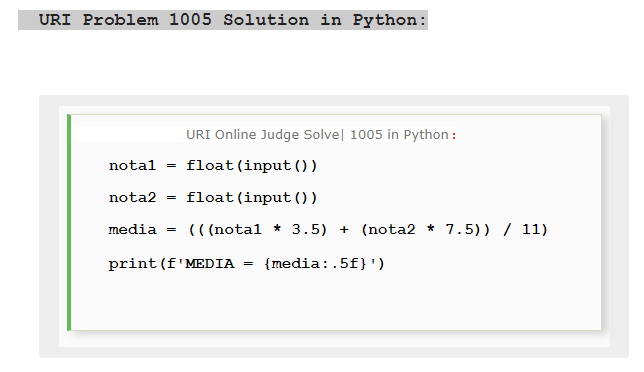 URI Problem 1005 Solution in Python:
URI Online Judge Solve| 1005 in Python :
nota1 = float(input())
nota2 = float(input())
media = (((nota1 * 3.5) + (nota2 * 7.5)) / 11)
print(f'MEDIA = {media:.5f}')